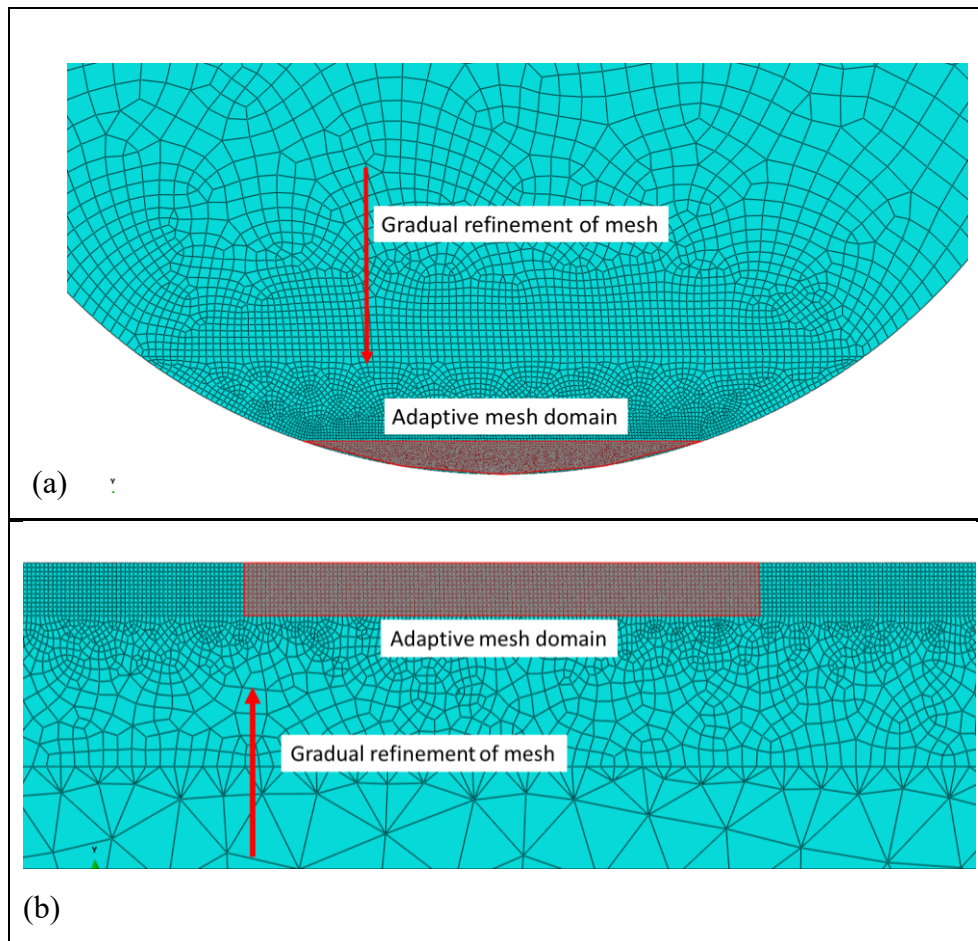 Gradual refinement of mesh
Adaptive mesh domain
(a)
Y
Adaptive mesh domain
Gradual refinement of mesh
Y
(b)